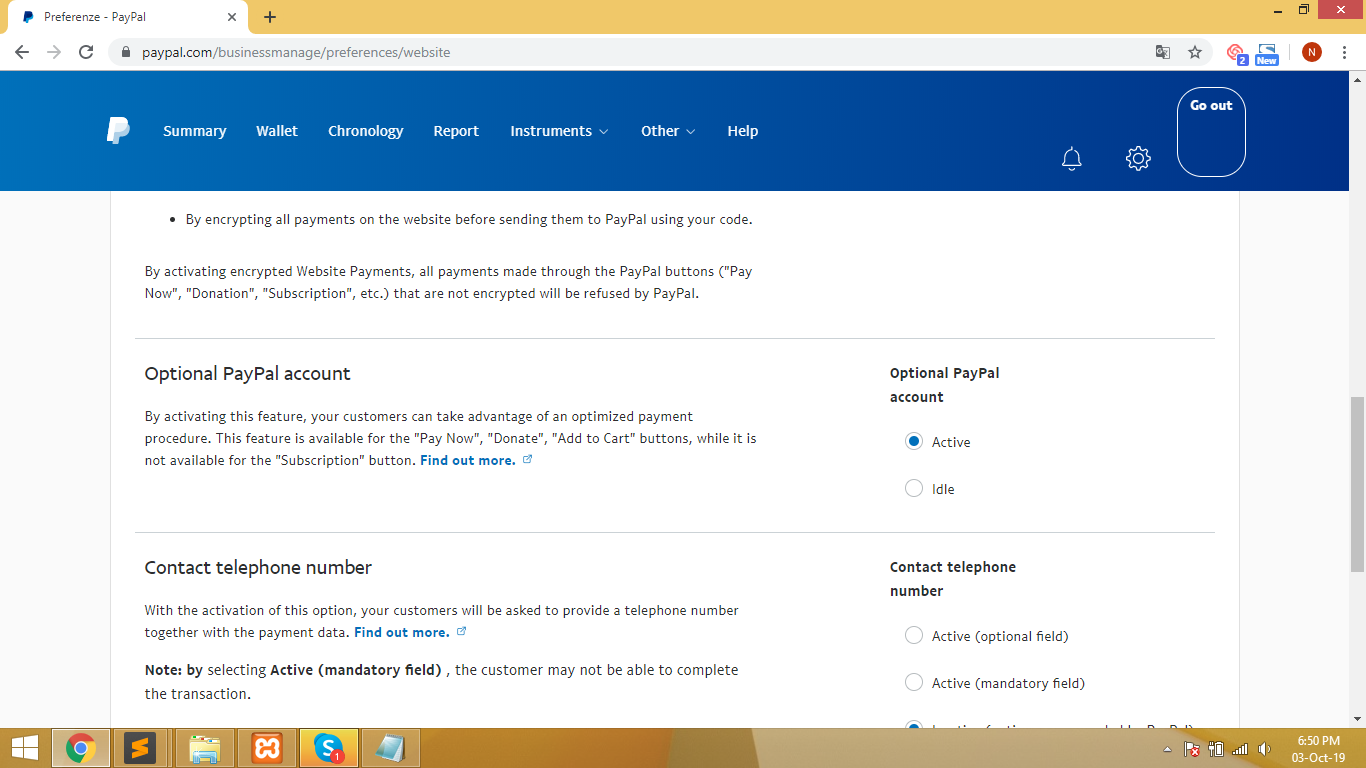 Preferenze - PayPal
paypal.com/businessmanage/preferences/website
2
New
N
Summary
Wallet
Chronology
Report
Instruments
Other
Help
Go out
By encrypting all payments on the website before sending them to PayPal using your code.
By activating encrypted Website Payments, all payments made through the PayPal buttons ("Pay
Now", "Donation", "Subscription", etc.) that are not encrypted will be refused by PayPal.
Optional PayPal account
By activating this feature, your customers can take advantage of an optimized payment
procedure. This feature is available for the "Pay Now", "Donate", "Add to Cart" buttons, while it is
not available for the "Subscription" button. Find out more.
Optional PayPal
account
Active
Idle
Contact telephone number
With the activation of this option, your customers will be asked to provide a telephone number
together with the payment data. Find out more.
Note: by selecting Active (mandatory field) , the customer may not be able to complete
the transaction.
Contact telephone
number
Active (optional field)
Active (mandatory field)
1
6:50 PM
03-Oct-19